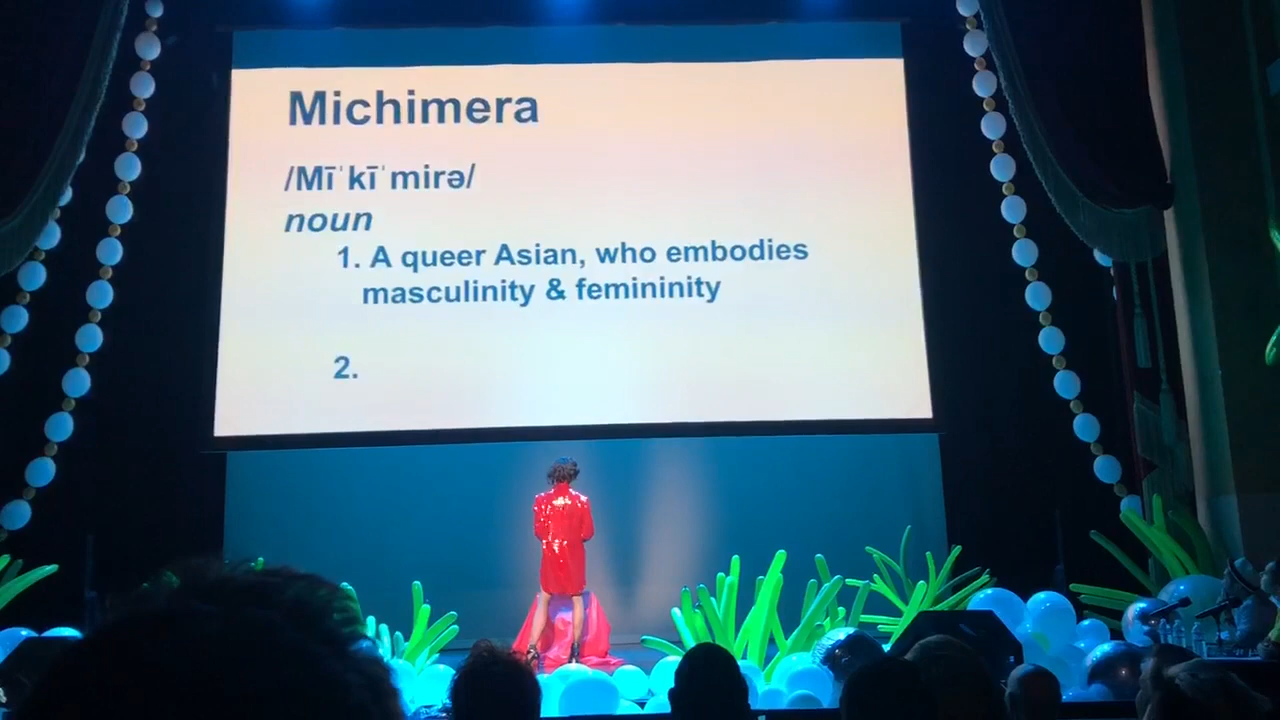 Michimera
/Mīˈkīˈmirə/
noun
1. A queer Asian, who embodies
masculinity & femininity
2.